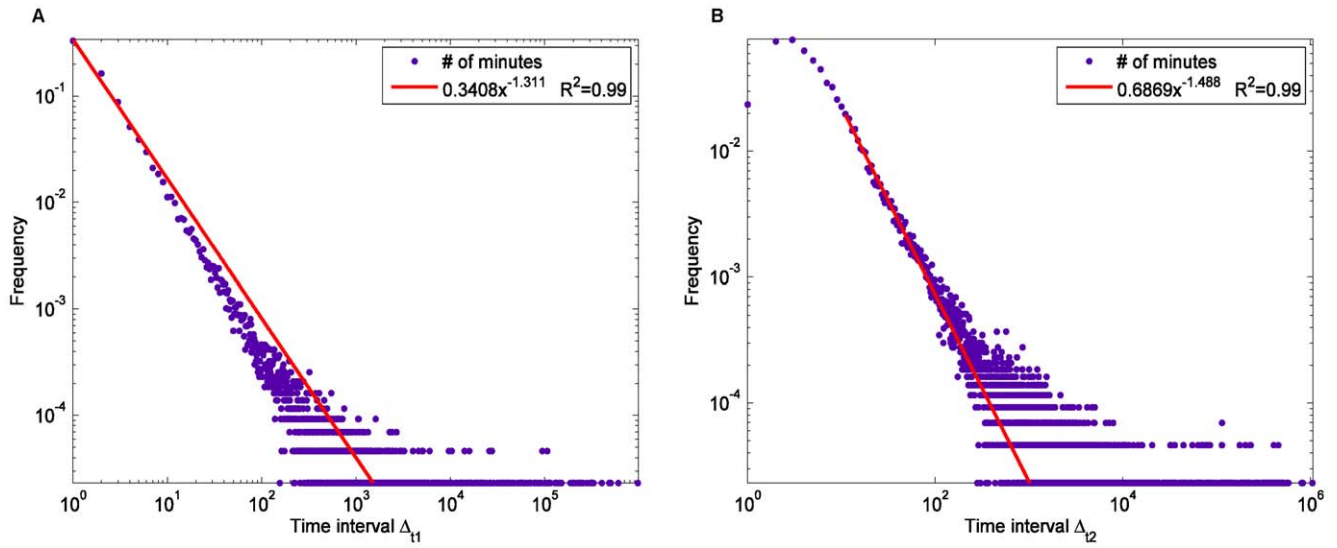 A
# of minutes
0.3408x^-1.311 R^2=0.99
Frequency
10^-1
10^-2
10^-3
10^-4
10^0 10^1 10^2 10^3 10^4 10^5
Time interval Δ_t1
B
# of minutes
0.6869x^-1.488 R^2=0.99
Frequency
10^-2
10^-3
10^-4
10^0 10^2 10^4 10^6
Time interval Δ_t2